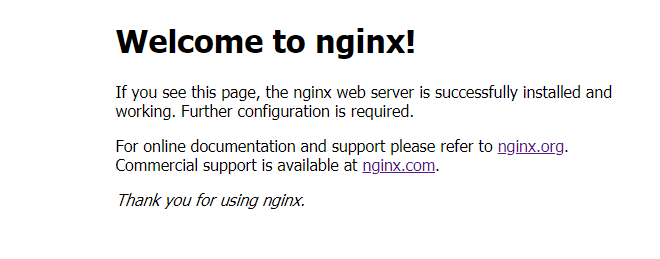 Welcome to nginx!
If you see this page, the nginx web server is successfully installed and
working. Further configuration is required.
For online documentation and support please refer to nginx.org.
Commercial support is available at nginx.com.
Thank you for using nginx.